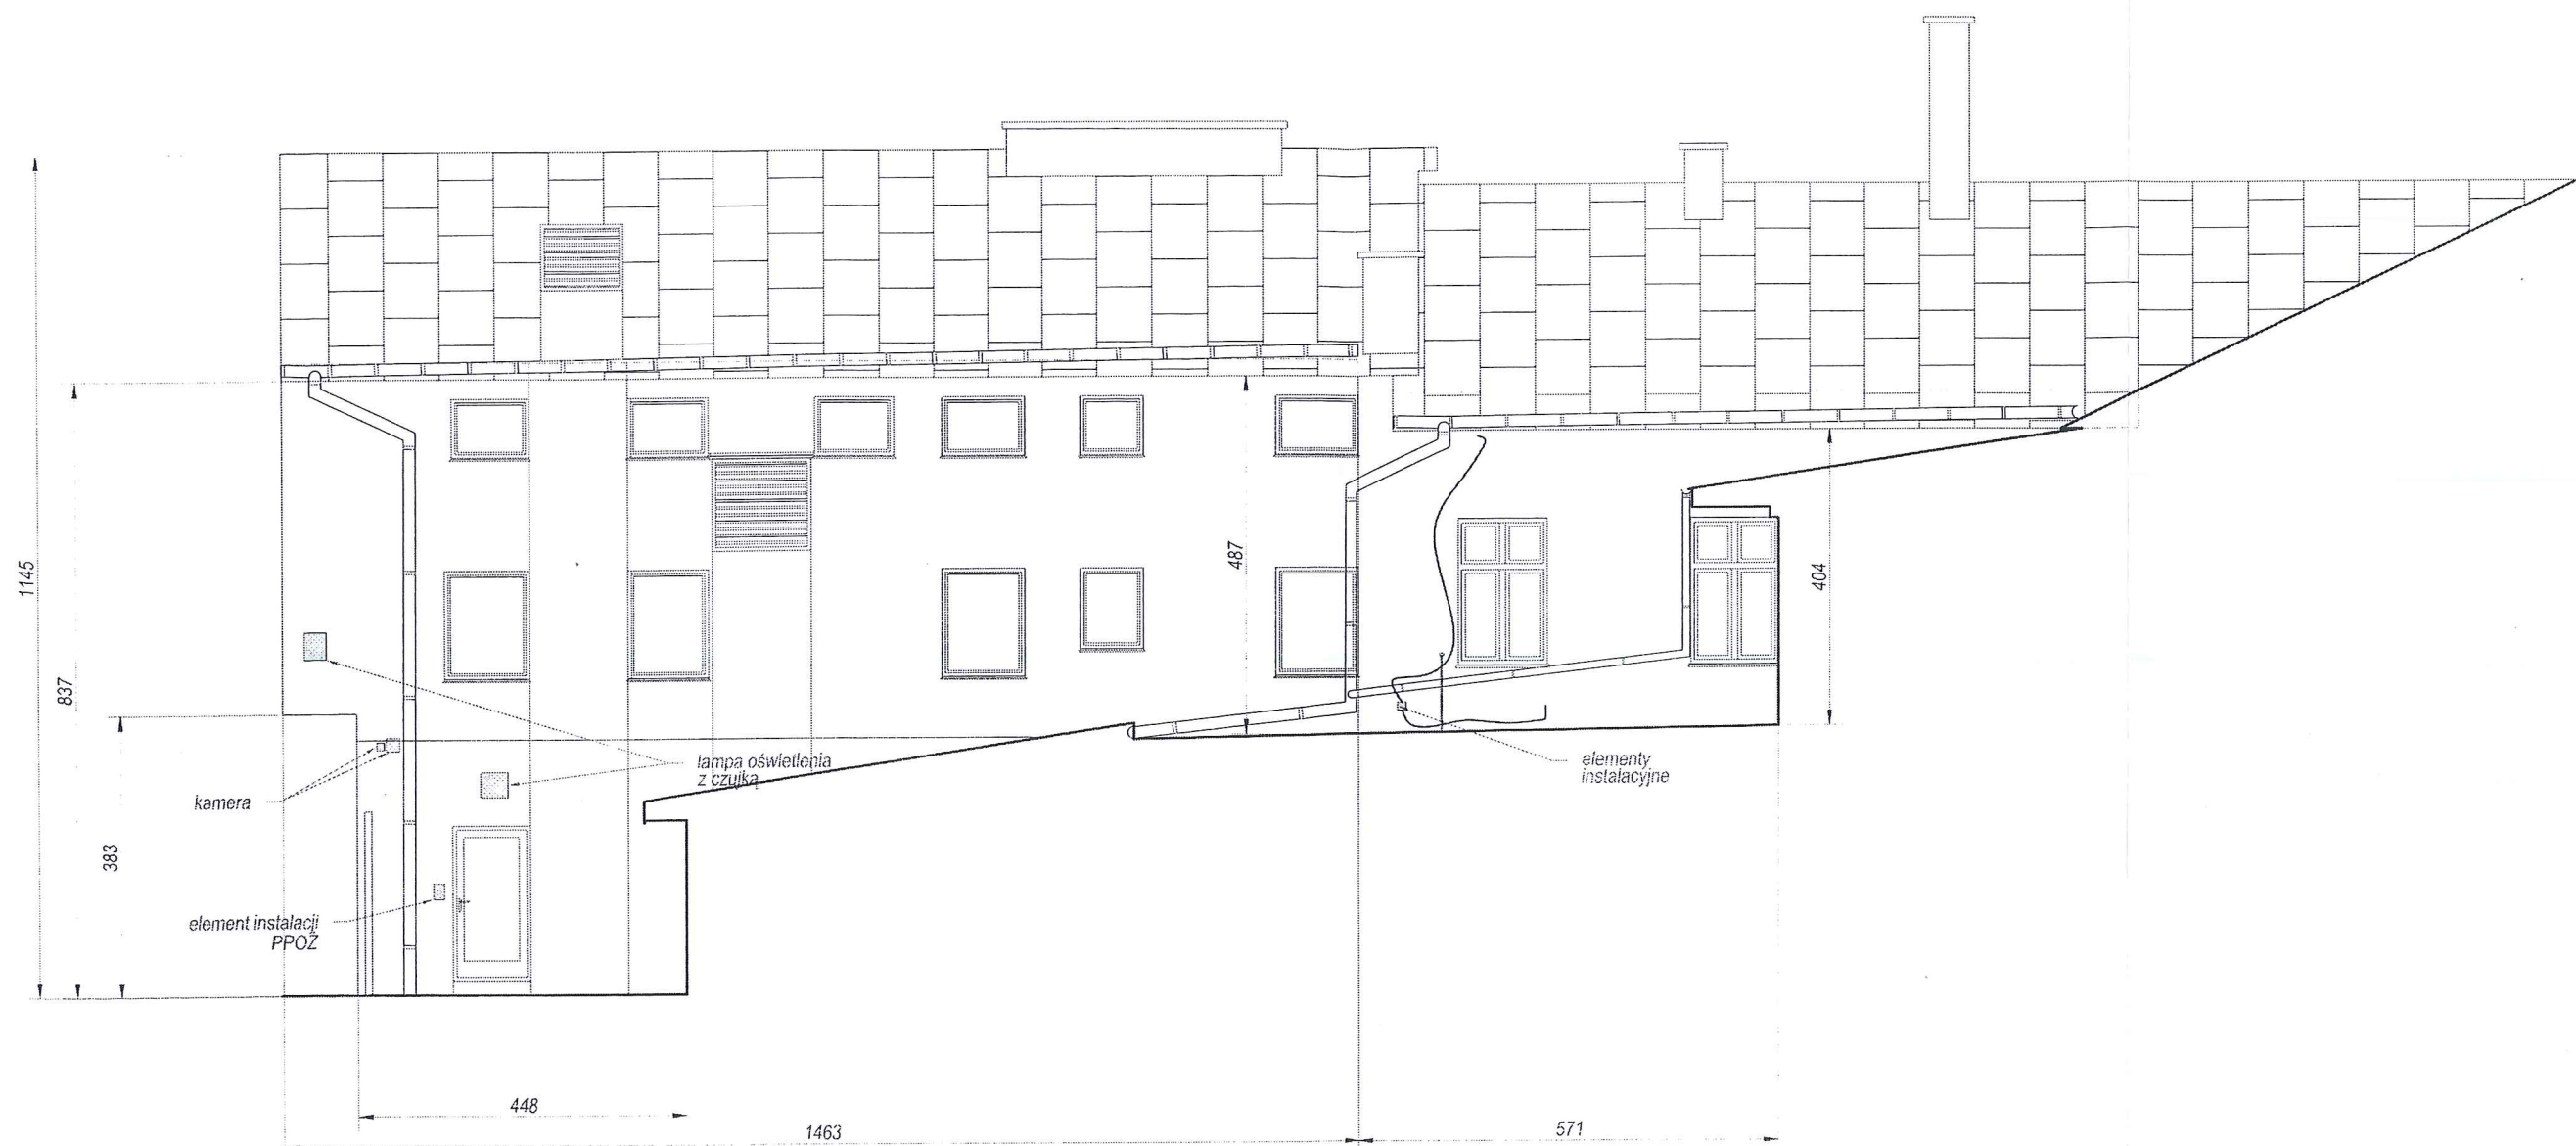 1145
837
383
487
404
lampa oświetlenia
z czujką
elementy
instalacyjne
kamera
element instalacji
PPOŻ
448
1463
571